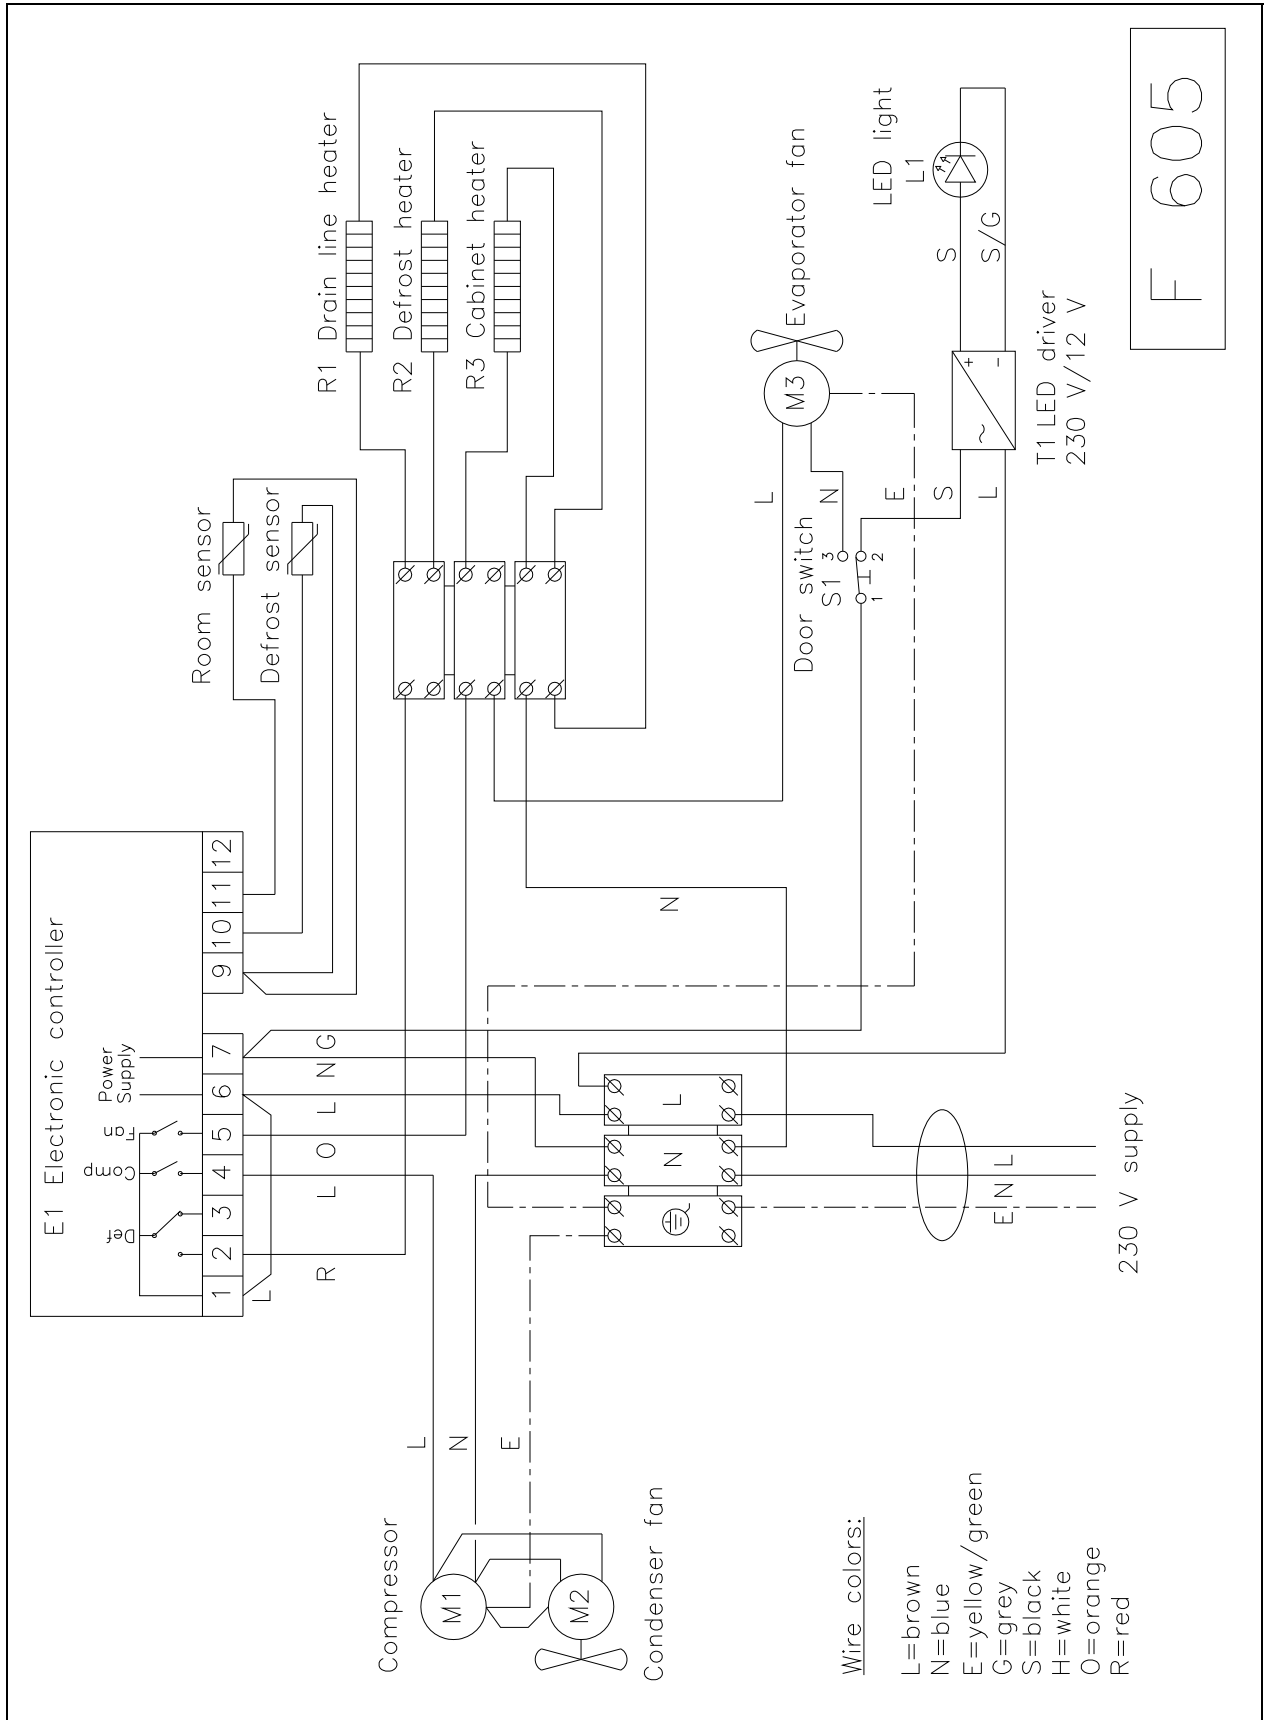 E1 Electronic controller
Def
Comp
Fan
Power
Supply
1 2 3 4 5 6 7 9 10 11 12
L
R L O L N G
Room sensor
Defrost sensor
R1 Drain line heater
R2 Defrost heater
R3 Cabinet heater
L
N
E
Compressor
M1
M2
Condenser fan
N
L
N
E N L
230 V supply
L
N
E
S
L
Door switch
S1
1
2
3
M3
Evaporator fan
LED light
L1
S
S/G
~
+
-
T1 LED driver
230 V/12 V
Wire colors:
L=brown
N=blue
E=yellow/green
G=grey
S=black
H=white
O=orange
R=red
F 605